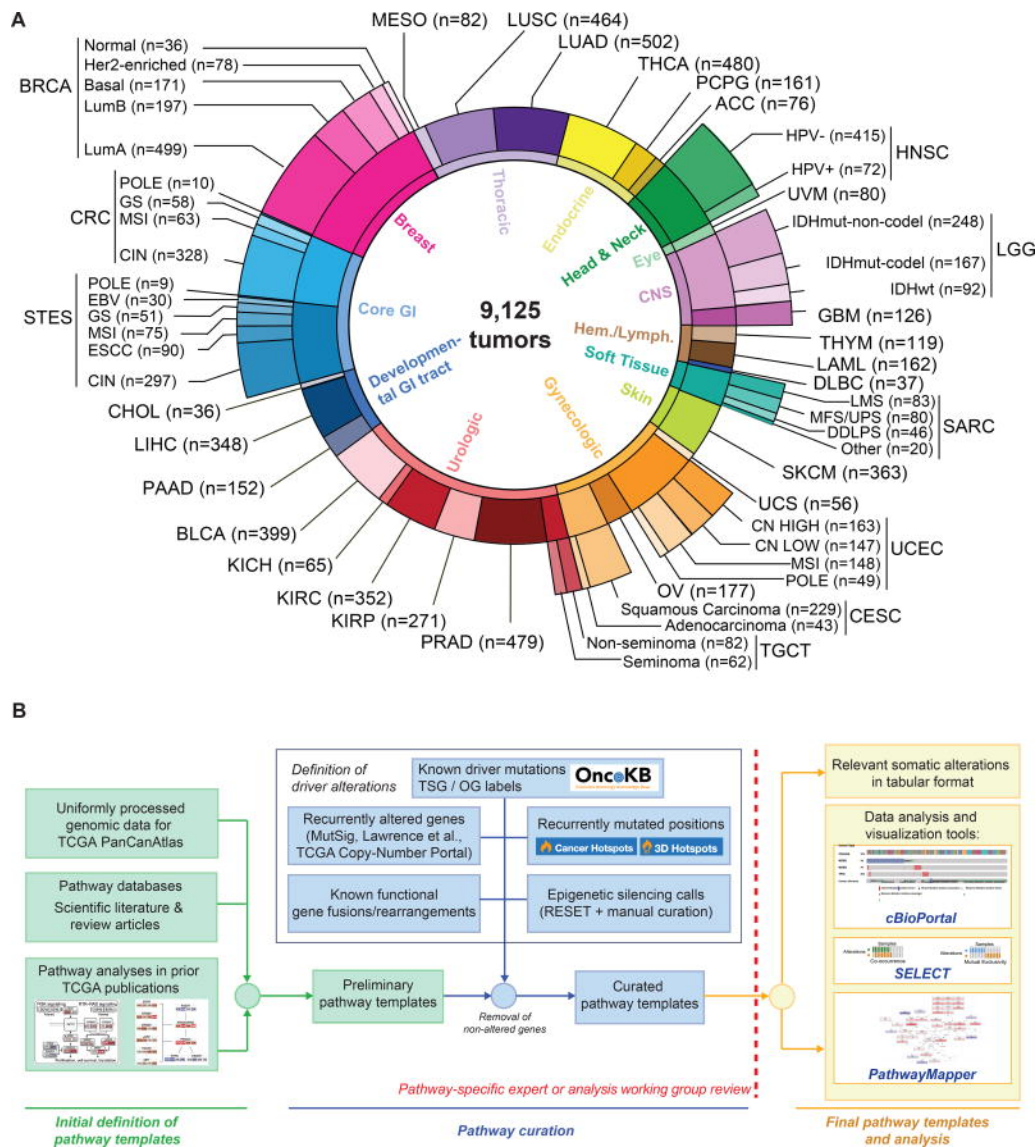 A
MESO (n=82)
LUSC (n=464)
LUAD (n=502)
THCA (n=480)
PCPG (n=161)
ACC (n=76)
BRCA
Normal (n=36)
Her2-enriched (n=78)
Basal (n=171)
LumB (n=197)
LumA (n=499)
HPV- (n=415)
HPV+ (n=72)
HNSC
UVM (n=80)
CRC
POLE (n=10)
GS (n=58)
MSI (n=63)
CIN (n=328)
IDHmut-non-codel (n=248)
IDHmut-codel (n=167)
IDHwt (n=92)
LGG
GBM (n=126)
STES
POLE (n=9)
EBV (n=30)
GS (n=51)
MSI (n=75)
ESCC (n=90)
CIN (n=297)
THYM (n=119)
LAML (n=162)
DLBC (n=37)
LMS (n=83)
MFS/UPS (n=80)
DDLPS (n=46)
Other (n=20)
SARC
CHOL (n=36)
LIHC (n=348)
PAAD (n=152)
BLCA (n=399)
KICH (n=65)
KIRC (n=352)
KIRP (n=271)
PRAD (n=479)
SKCM (n=363)
UCS (n=56)
CN HIGH (n=163)
CN LOW (n=147)
MSI (n=148)
POLE (n=49)
UCEC
OV (n=177)
Squamous Carcinoma (n=229)
Adenocarcinoma (n=43)
CESC
Non-seminoma (n=82)
Seminoma (n=62)
TGCT
Breast
Thoracic
Endocrine
Head & Neck
Eye
CNS
Core GI
9,125
tumors
Hem./Lymph.
Soft Tissue
Skin
Developmen-
tal GI tract
Urologic
Gynecologic
B
Uniformly processed
genomic data for
TCGA PanCanAtlas
Pathway databases
Scientific literature &
review articles
Pathway analyses in prior
TCGA publications
Definition of
driver alterations
Known driver mutations
TSG / OG labels
OncoKB
Recurrently altered genes
(MutSig, Lawrence et al.,
TCGA Copy-Number Portal)
Recurrently mutated positions
Cancer Hotspots
3D Hotspots
Known functional
gene fusions/rearrangements
Epigenetic silencing calls
(RESET + manual curation)
Preliminary
pathway templates
Removal of
non-altered genes
Curated
pathway templates
Relevant somatic alterations
in tabular format
Data analysis and
visualization tools:
cBioPortal
Samples
Alterations
Co-occurrence
Samples
Alterations
Mutual Exclusivity
SELECT
PathwayMapper
Pathway-specific expert or analysis working group review
Initial definition of
pathway templates
Pathway curation
Final pathway templates
and analysis